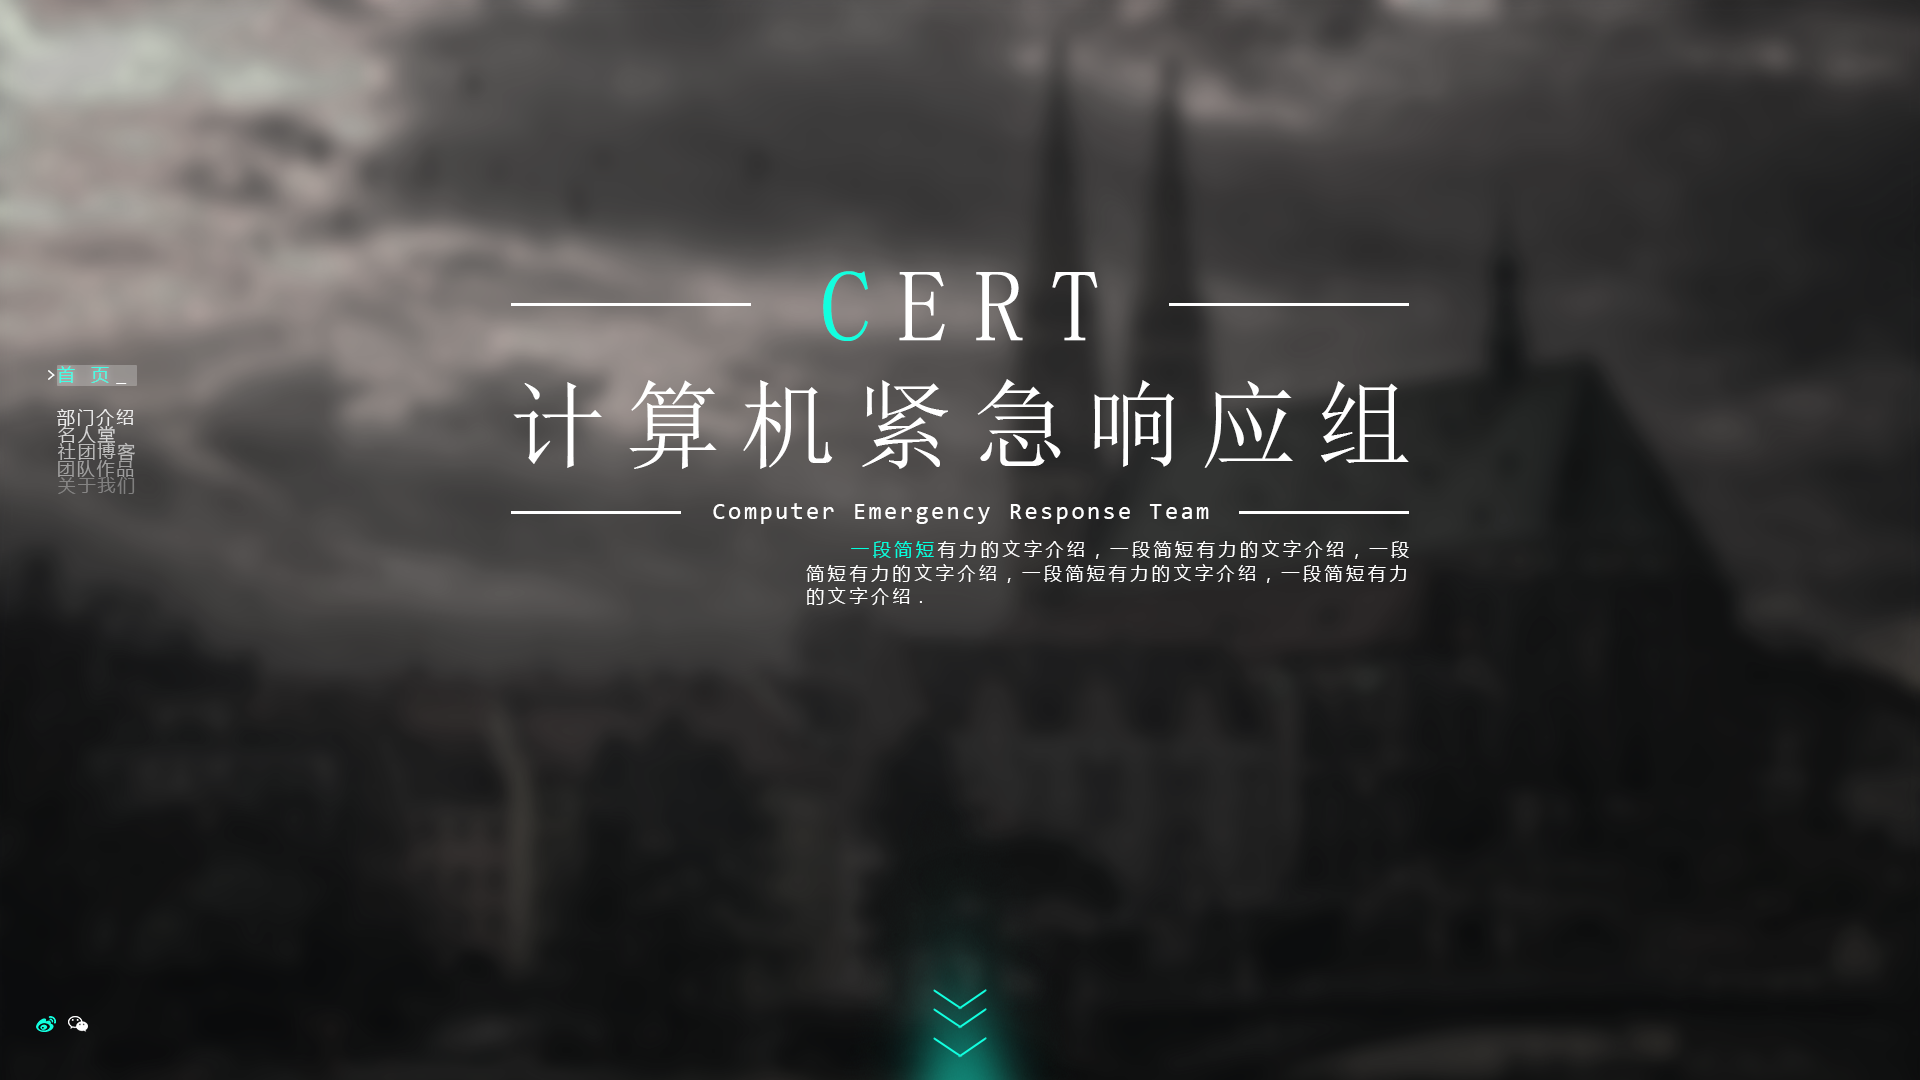 CERT
计算机紧急响应组
Computer Emergency Response Team
一段简短有力的文字介绍，一段简短有力的文字介绍，一段
简短有力的文字介绍，一段简短有力的文字介绍，一段简短有力
的文字介绍．
>首 页_
部门介绍
名人堂
社团博客
团队作品
关于我们